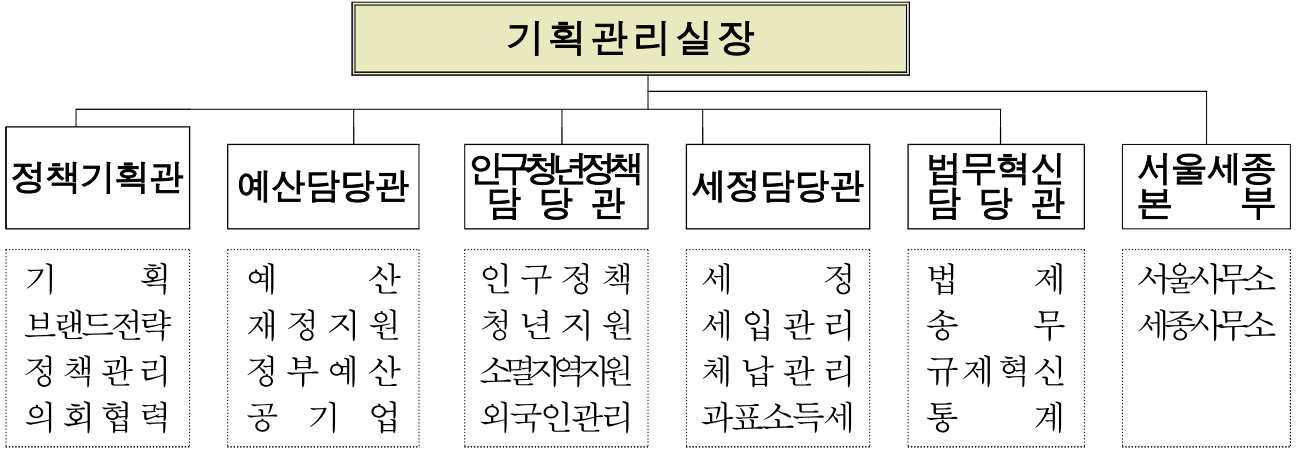 기획관리실장
정책기획관
예산담당관
인구청년정책
담당관
세정담당관
법무혁신
담당관
서울세종
본부
기획
브랜드전략
정책관리
의회협력
예산
재정지원
정부예산
공기업
인구정책
청년지원
소멸지역지원
외국인관리
세정
세입관리
체납관리
과표소득세
법제
송무
규제혁신
통계
서울사무소
세종사무소